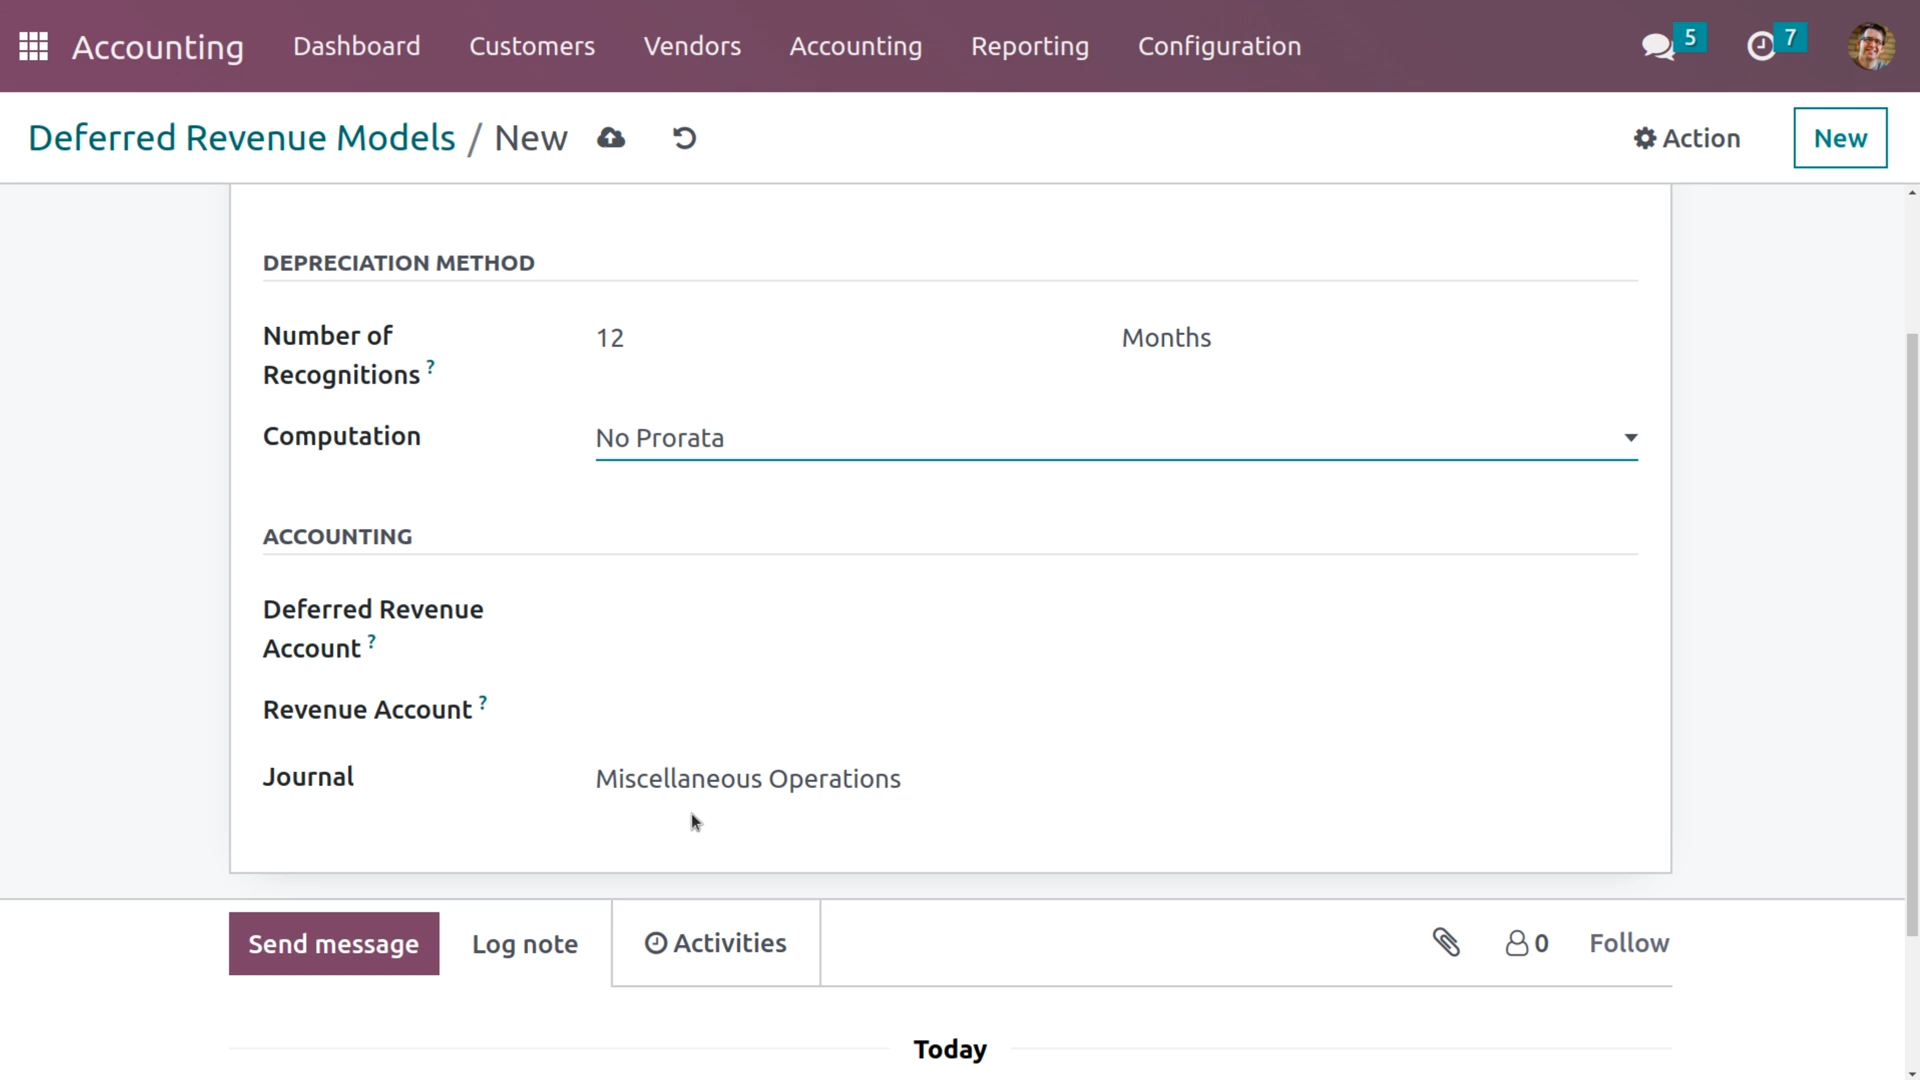 Accounting Dashboard Customers Vendors Accounting Reporting Configuration 5 7
Deferred Revenue Models / New Action New
DEPRECIATION METHOD
Number of Recognitions ? 12 Months
Computation No Prorata
ACCOUNTING
Deferred Revenue
Account ?
Revenue Account ?
Journal Miscellaneous Operations
Send message Log note Activities 0 Follow
Today